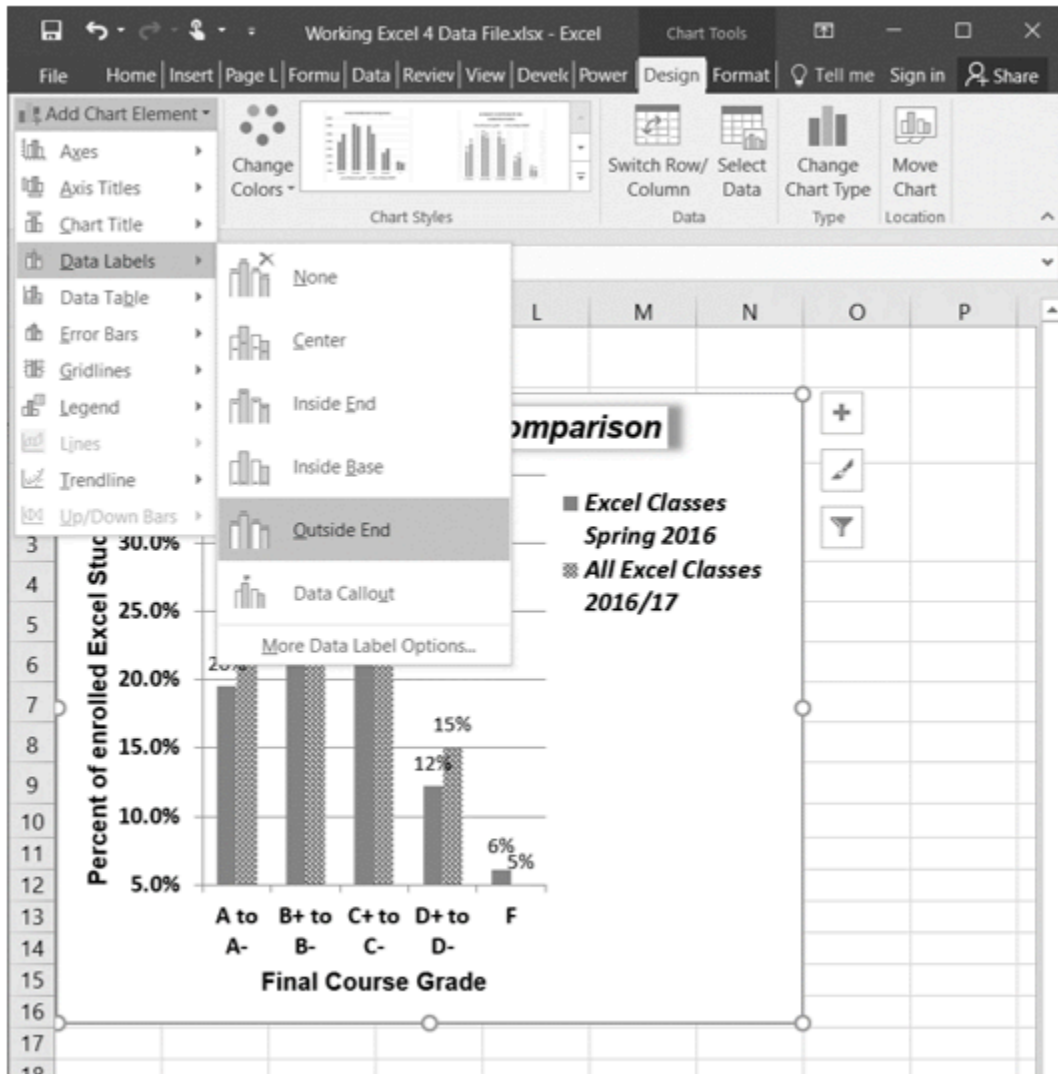 Working Excel 4 Data File.xlsx - Excel
Chart Tools
File Home Insert Page L Formu Data Reviev View Develc Power Design Format Tell me Sign in Share
Add Chart Element
Axes
Axis Titles
Chart Title
Data Labels
Data Table
Error Bars
Gridlines
Legend
Lines
Trendline
Up/Down Bars
Change
Colors
Chart Styles
Switch Row/
Column
Select
Data
Data
Change
Chart Type
Type
Move
Chart
Location
None
Center
Inside End
Inside Base
Outside End
Data Callout
More Data Label Options...
L M N O P
3
4
5
6
7
8
9
10
11
12
13
14
15
16
17
18
omparison
Excel Classes
Spring 2016
All Excel Classes
2016/17
Percent of enrolled Excel Stud
30.0%
25.0%
20.0%
15.0%
10.0%
5.0%
15%
12%
6%
5%
A to
A-
B+ to
B-
C+ to
C-
D+ to
D-
F
Final Course Grade